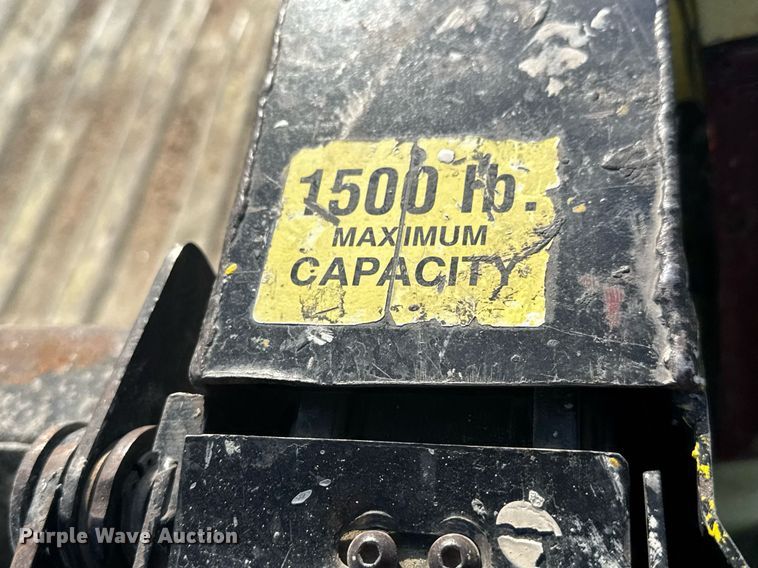 1500 lb.
MAXIMUM
CAPACITY
Purple Wave Auction